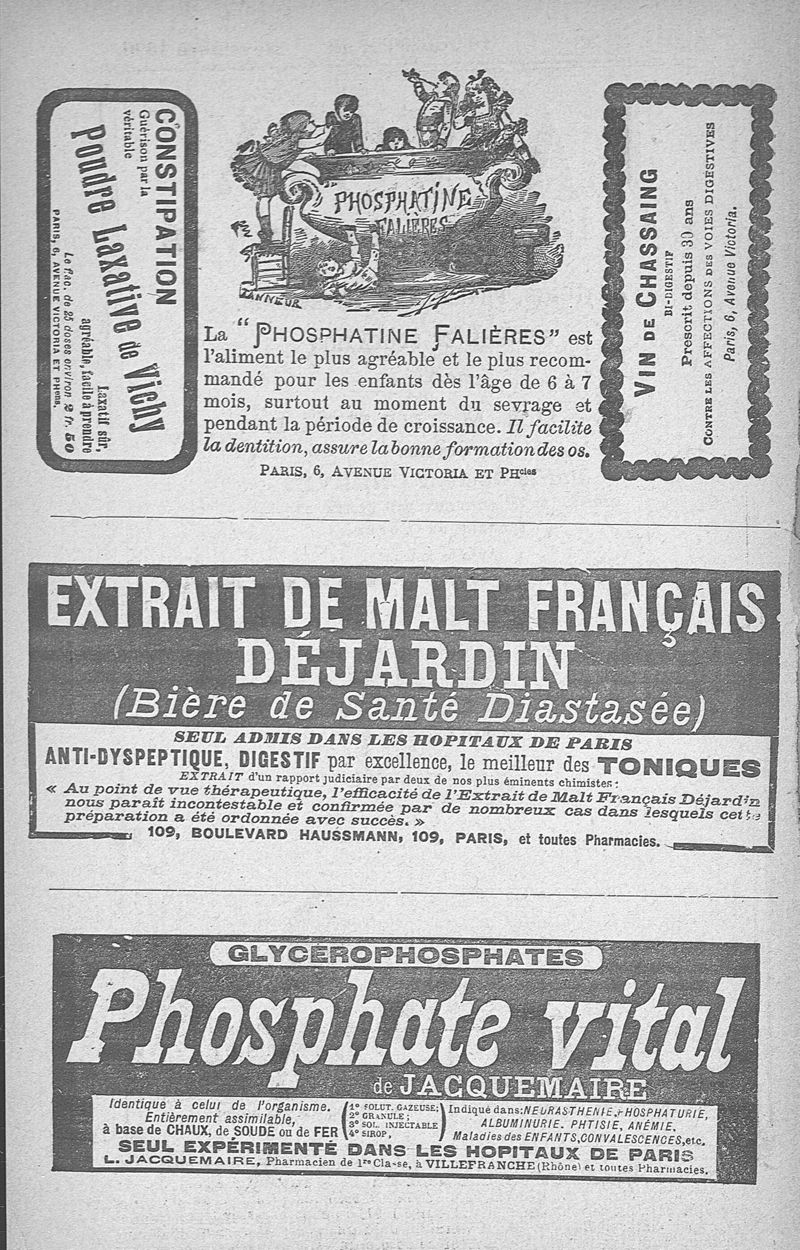 CONSTIPATION
Guérison par la
véritable
Poudre Laxative de Vichy
Laxatif sûr,
agréable, facile à prendre
Le flac. de 25 doses environ 2 fr. 50
PARIS, 6, AVENUE VICTORIA ET PHcies.
PHOSPHATINE
FALIÈRES
TANNEUR
La "PHOSPHATINE FALIÈRES" est
l'aliment le plus agréable et le plus recom-
mandé pour les enfants dès l'âge de 6 à 7
mois, surtout au moment du sevrage et
pendant la période de croissance. Il facilite
la dentition, assure la bonne formation des os.
PARIS, 6, AVENUE VICTORIA ET PHcies
VIN DE CHASSAING
BI-DIGESTIF
Prescrit depuis 30 ans
CONTRE LES AFFECTIONS DES VOIES DIGESTIVES
Paris, 6, Avenue Victoria.
EXTRAIT DE MALT FRANÇAIS
DÉJARDIN
(Bière de Santé Diastasée)
SEUL ADMIS DANS LES HOPITAUX DE PARIS
ANTI-DYSPEPTIQUE, DIGESTIF par excellence, le meilleur des TONIQUES
EXTRAIT d'un rapport judiciaire par deux de nos plus éminents chimistes :
« Au point de vue thérapeutique, l'efficacité de l'Extrait de Malt Français Déjardin
nous paraît incontestable et confirmée par de nombreux cas dans lesquels cette
préparation a été ordonnée avec succès. »
109, BOULEVARD HAUSSMANN, 109, PARIS, et toutes Pharmacies.
GLYCÉROPHOSPHATES
Phosphate vital
de JACQUEMAIRE
Identique à celui de l'organisme.
Entièrement assimilable,
à base de CHAUX, de SOUDE ou de FER
1º SOLUT. GAZEUSE;
2º GRANULE;
3º SOL. INJECTABLE
4º SIROP,
Indiqué dans: NEURASTHENIE, PHOSPHATURIE,
ALBUMINURIE. PHTISIE, ANÉMIE,
Maladies des ENFANTS, CONVALESCENCES, etc.
SEUL EXPÉRIMENTÉ DANS LES HOPITAUX DE PARIS
L. JACQUEMAIRE, Pharmacien de 1re Classe, à VILLEFRANCHE (Rhône) et toutes Pharmacies.